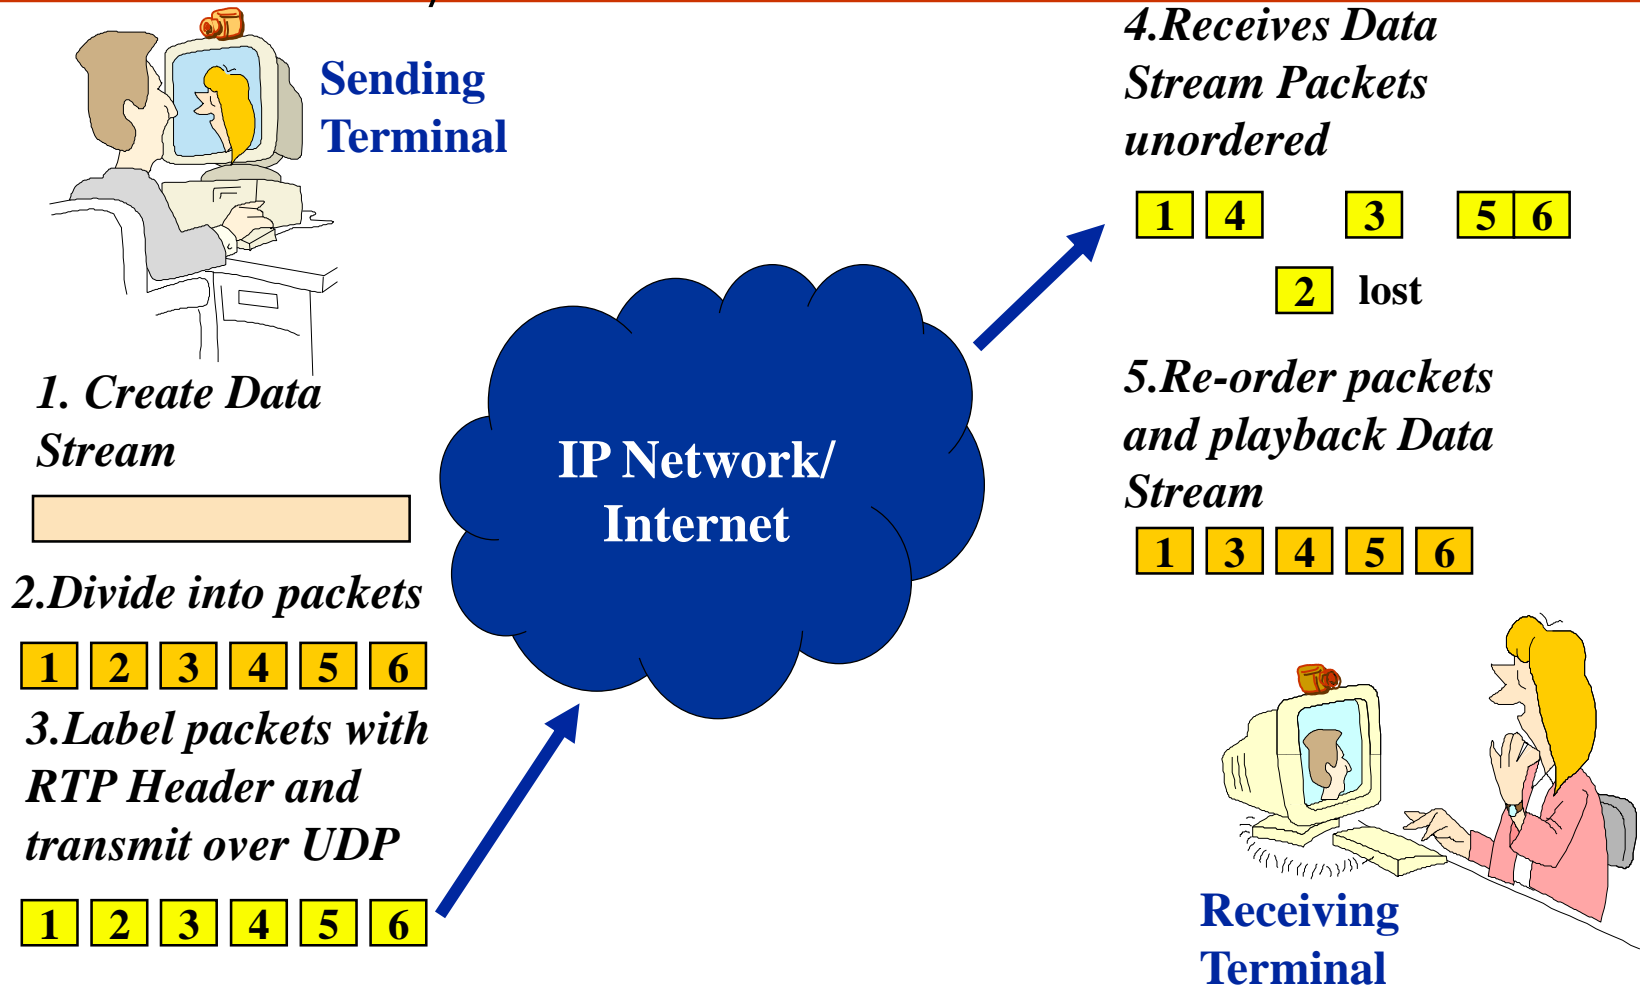 Sending
Terminal
1. Create Data
Stream
2.Divide into packets
1 2 3 4 5 6
3.Label packets with
RTP Header and
transmit over UDP
1 2 3 4 5 6
IP Network/
Internet
4.Receives Data
Stream Packets
unordered
1 4 3 5 6
2 lost
5.Re-order packets
and playback Data
Stream
1 3 4 5 6
Receiving
Terminal